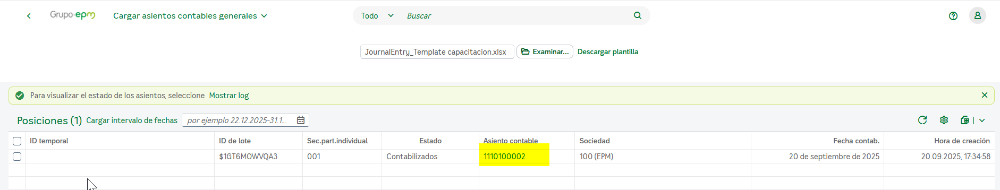 Grupo·epm
Cargar asientos contables generales
Todo
Buscar
JournalEntry_Template capacitacion.xlsx
Examinar...
Descargar plantilla
Para visualizar el estado de los asientos, seleccione Mostrar log
Posiciones (1)
Cargar intervalo de fechas
por ejemplo 22.12.2025-31.1...
ID temporal
ID de lote
Sec.part.individual
Estado
Asiento contable
Sociedad
Fecha contab.
Hora de creación
$1GT6MOWVQA3
001
Contabilizados
1110100002
100 (EPM)
20 de septiembre de 2025
20.09.2025, 17:34:58